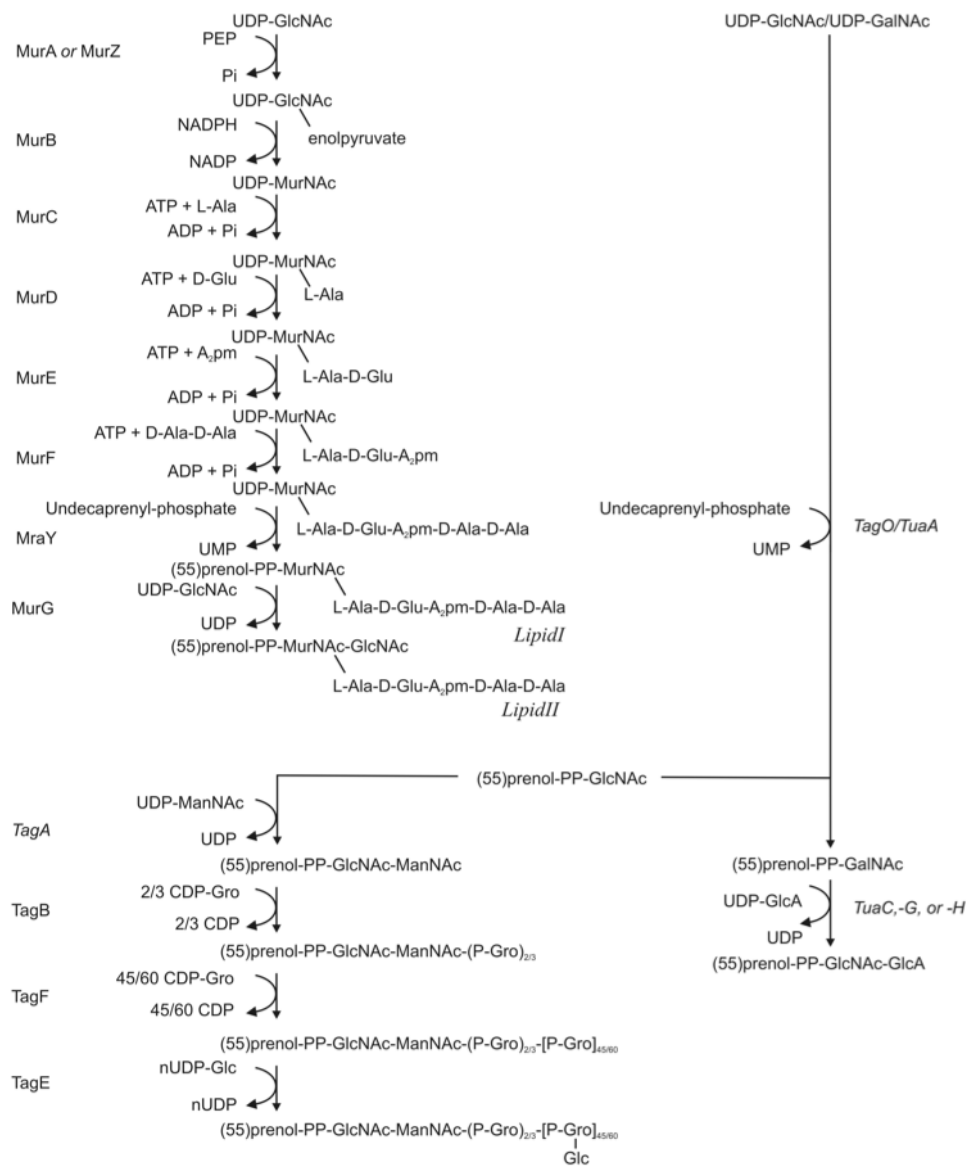 UDP-GlcNAc
UDP-GlcNAc/UDP-GalNAc
PEP
MurA or MurZ
Pi
UDP-GlcNAc
enolpyruvate
NADPH
MurB
NADP
UDP-MurNAc
ATP + L-Ala
MurC
ADP + Pi
UDP-MurNAc
L-Ala
ATP + D-Glu
MurD
ADP + Pi
UDP-MurNAc
L-Ala-D-Glu
ATP + A₂pm
MurE
ADP + Pi
UDP-MurNAc
L-Ala-D-Glu-A₂pm
ATP + D-Ala-D-Ala
MurF
ADP + Pi
UDP-MurNAc
L-Ala-D-Glu-A₂pm-D-Ala-D-Ala
Undecaprenyl-phosphate
MraY
UMP
Undecaprenyl-phosphate
TagO/TuaA
UMP
(55)prenol-PP-MurNAc
L-Ala-D-Glu-A₂pm-D-Ala-D-Ala
LipidI
UDP-GlcNAc
MurG
UDP
(55)prenol-PP-MurNAc-GlcNAc
L-Ala-D-Glu-A₂pm-D-Ala-D-Ala
LipidII
(55)prenol-PP-GlcNAc
UDP-ManNAc
TagA
UDP
(55)prenol-PP-GlcNAc-ManNAc
(55)prenol-PP-GalNAc
2/3 CDP-Gro
TagB
2/3 CDP
UDP-GlcA
TuaC,-G, or -H
UDP
(55)prenol-PP-GlcNAc-ManNAc-(P-Gro)₂/₃
(55)prenol-PP-GlcNAc-GlcA
45/60 CDP-Gro
TagF
45/60 CDP
(55)prenol-PP-GlcNAc-ManNAc-(P-Gro)₂/₃-[P-Gro]₄₅/₆₀
nUDP-Glc
TagE
nUDP
(55)prenol-PP-GlcNAc-ManNAc-(P-Gro)₂/₃-[P-Gro]₄₅/₆₀
Glc